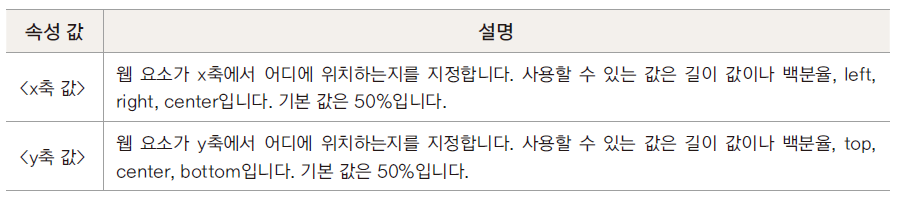 속성 값 설명
<x축 값> 웹 요소가 x축에서 어디에 위치하는지를 지정합니다. 사용할 수 있는 값은 길이 값이나 백분율, left,
right, center입니다. 기본 값은 50%입니다.
<y축 값> 웹 요소가 y축에서 어디에 위치하는지를 지정합니다. 사용할 수 있는 값은 길이 값이나 백분율, top,
center, bottom입니다. 기본 값은 50%입니다.